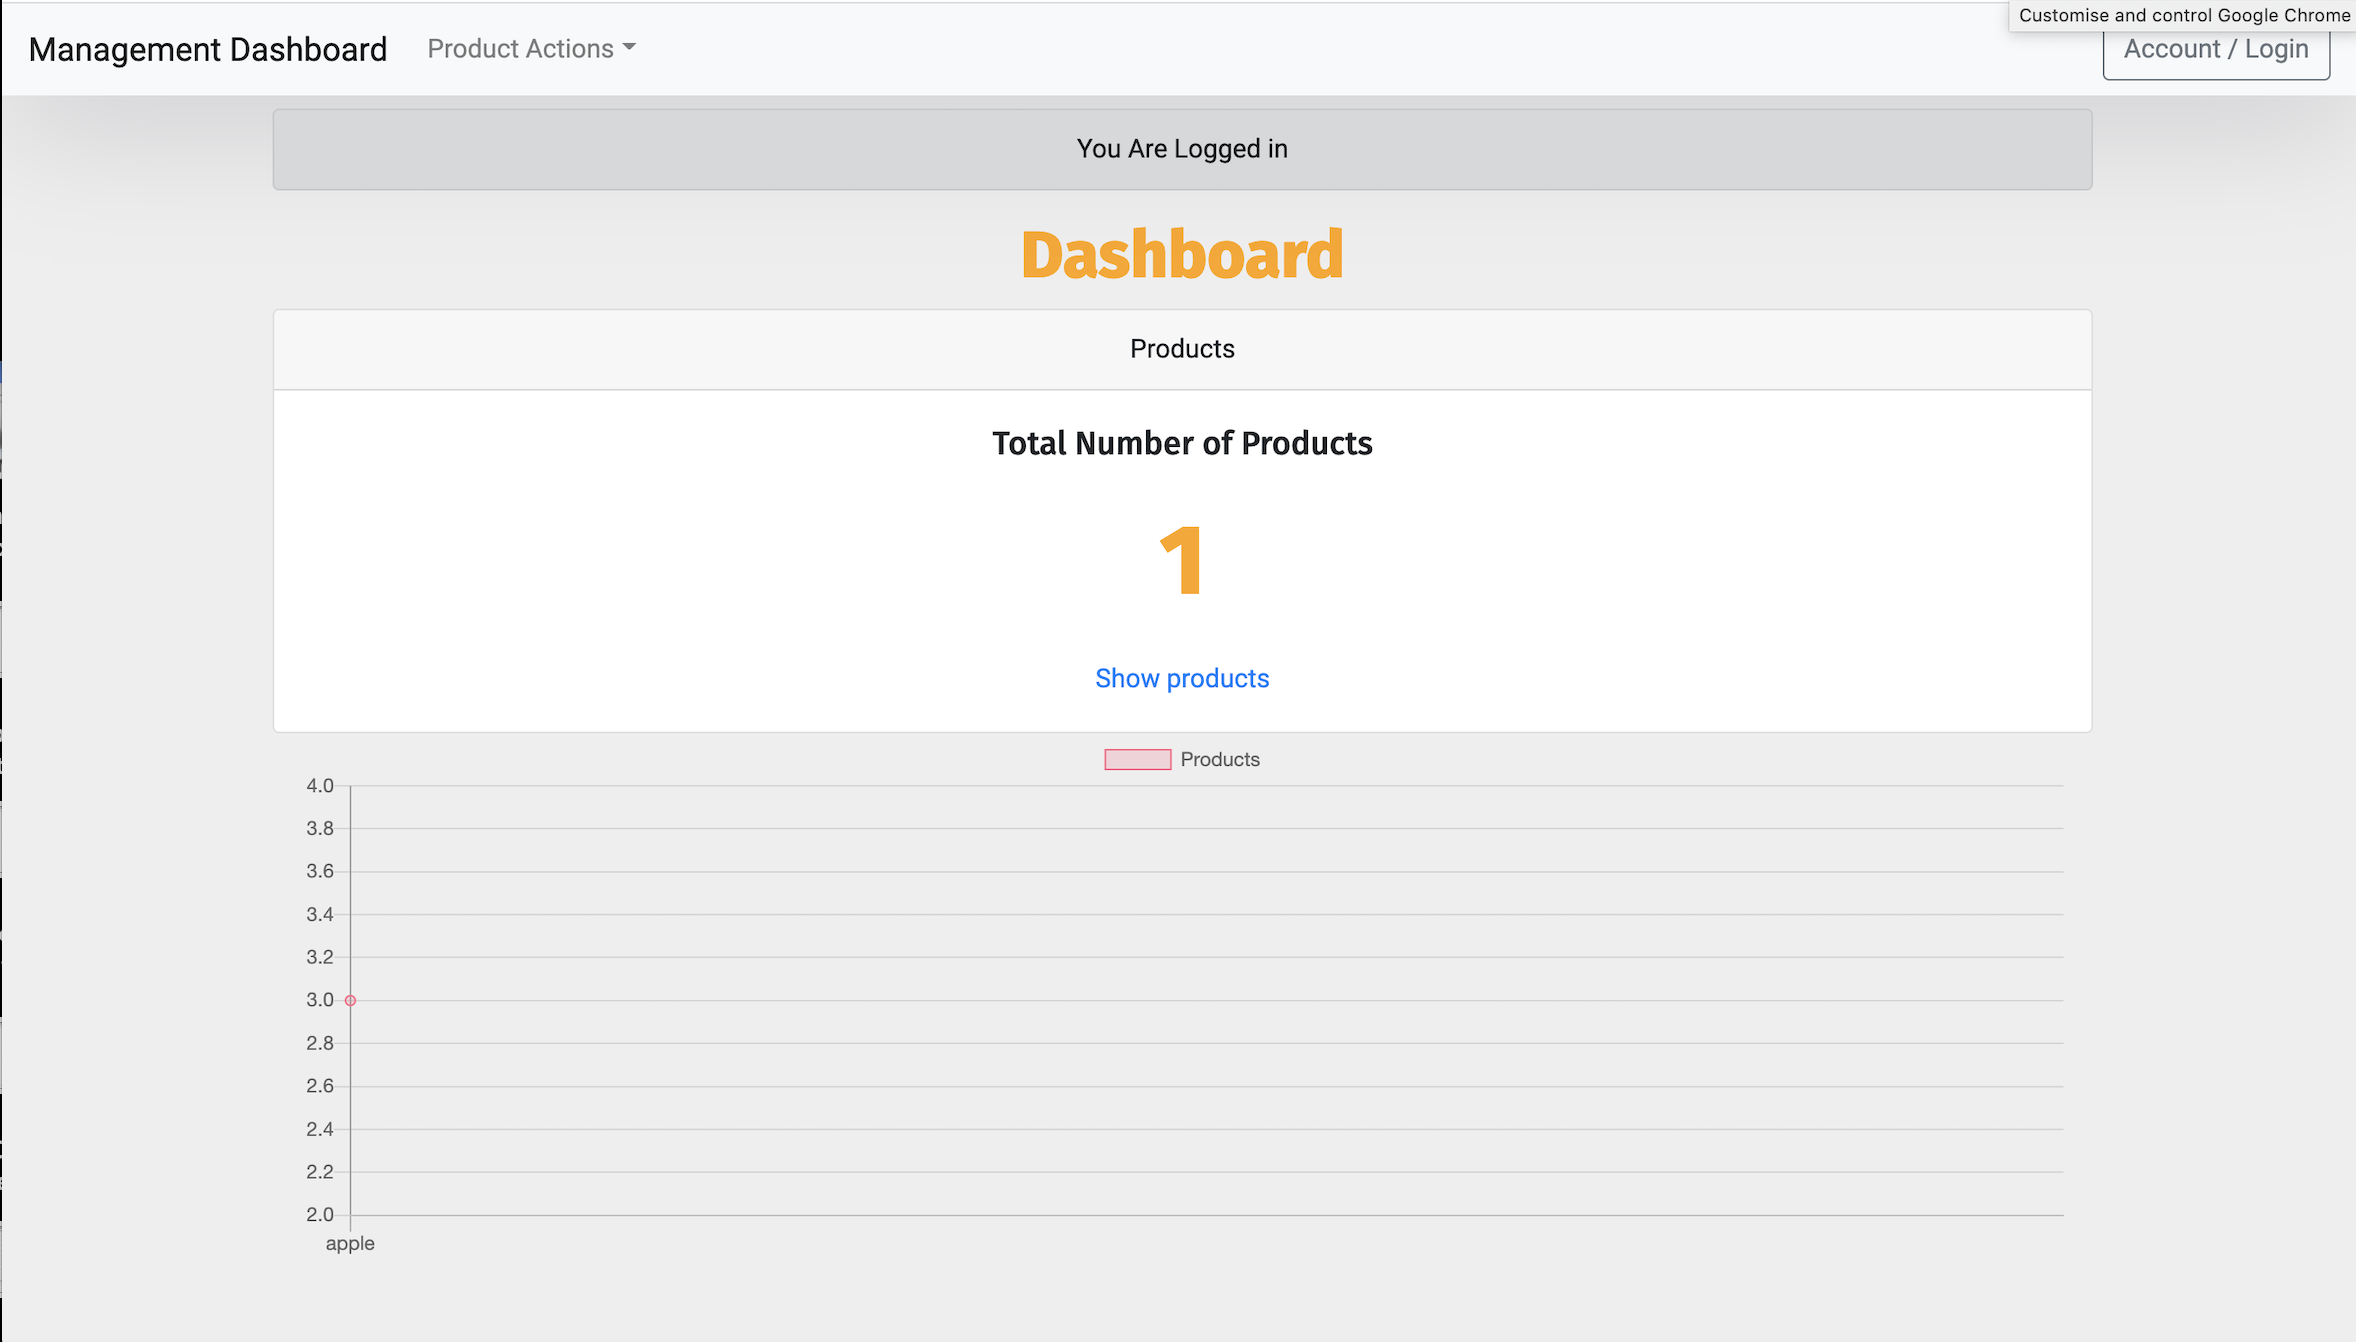 Customise and control Google Chrome
Management Dashboard Product Actions Account / Login
You Are Logged in
Dashboard
Products
Total Number of Products
1
Show products
Products
4.0
3.8
3.6
3.4
3.2
3.0
2.8
2.6
2.4
2.2
2.0
apple